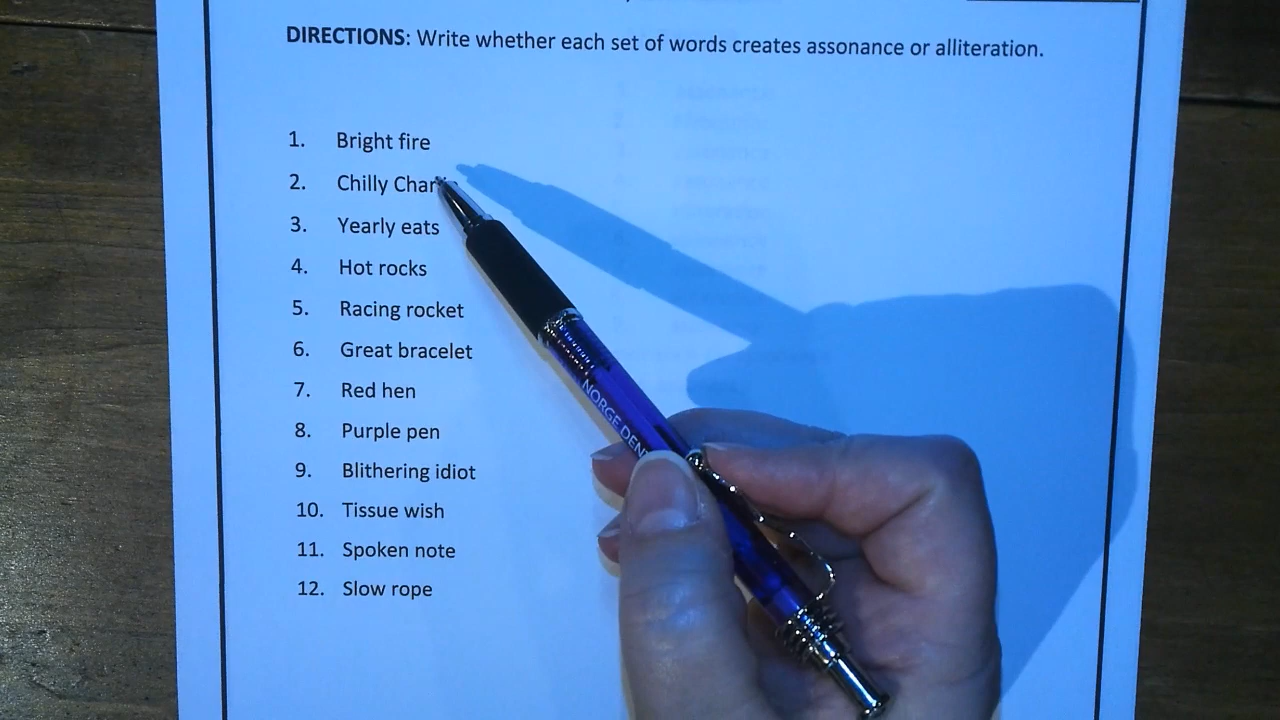 DIRECTIONS: Write whether each set of words creates assonance or alliteration.
1. Bright fire
2. Chilly
3. Yearly eats
4. Hot rocks
5. Racing rocket
6. Great bracelet
7. Red hen
8. Purple pen
9. Blithering idiot
10. Tissue wish
11. Spoken note
12. Slow rope
NORGE